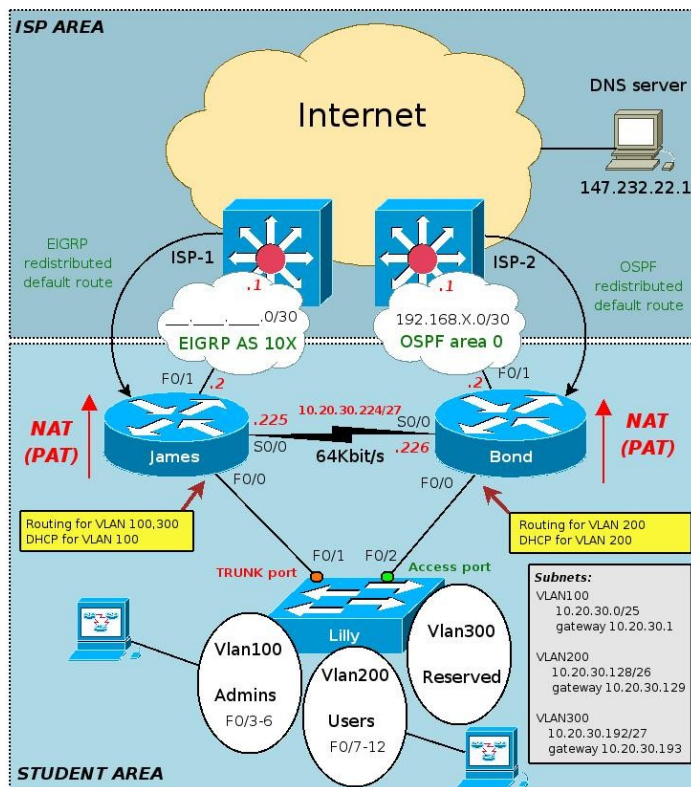 ISP AREA
Internet
DNS server
147.232.22.1
EIGRP
redistributed
default route
ISP-1
ISP-2
OSPF
redistributed
default route
.1
.1
___.___.___.0/30
EIGRP AS 10X
192.168.X.0/30
OSPF area 0
F0/1
.2
.2
F0/1
NAT
(PAT)
.225
10.20.30.224/27
S0/0
S0/0
.226
64Kbit/s
James
Bond
NAT
(PAT)
F0/0
F0/0
Routing for VLAN 100,300
DHCP for VLAN 100
Routing for VLAN 200
DHCP for VLAN 200
F0/1
F0/2
TRUNK port
Access port
Lilly
Vlan100
Admins
F0/3-6
Vlan200
Users
F0/7-12
Vlan300
Reserved
Subnets:
VLAN100
10.20.30.0/25
gateway 10.20.30.1
VLAN200
10.20.30.128/26
gateway 10.20.30.129
VLAN300
10.20.30.192/27
gateway 10.20.30.193
STUDENT AREA